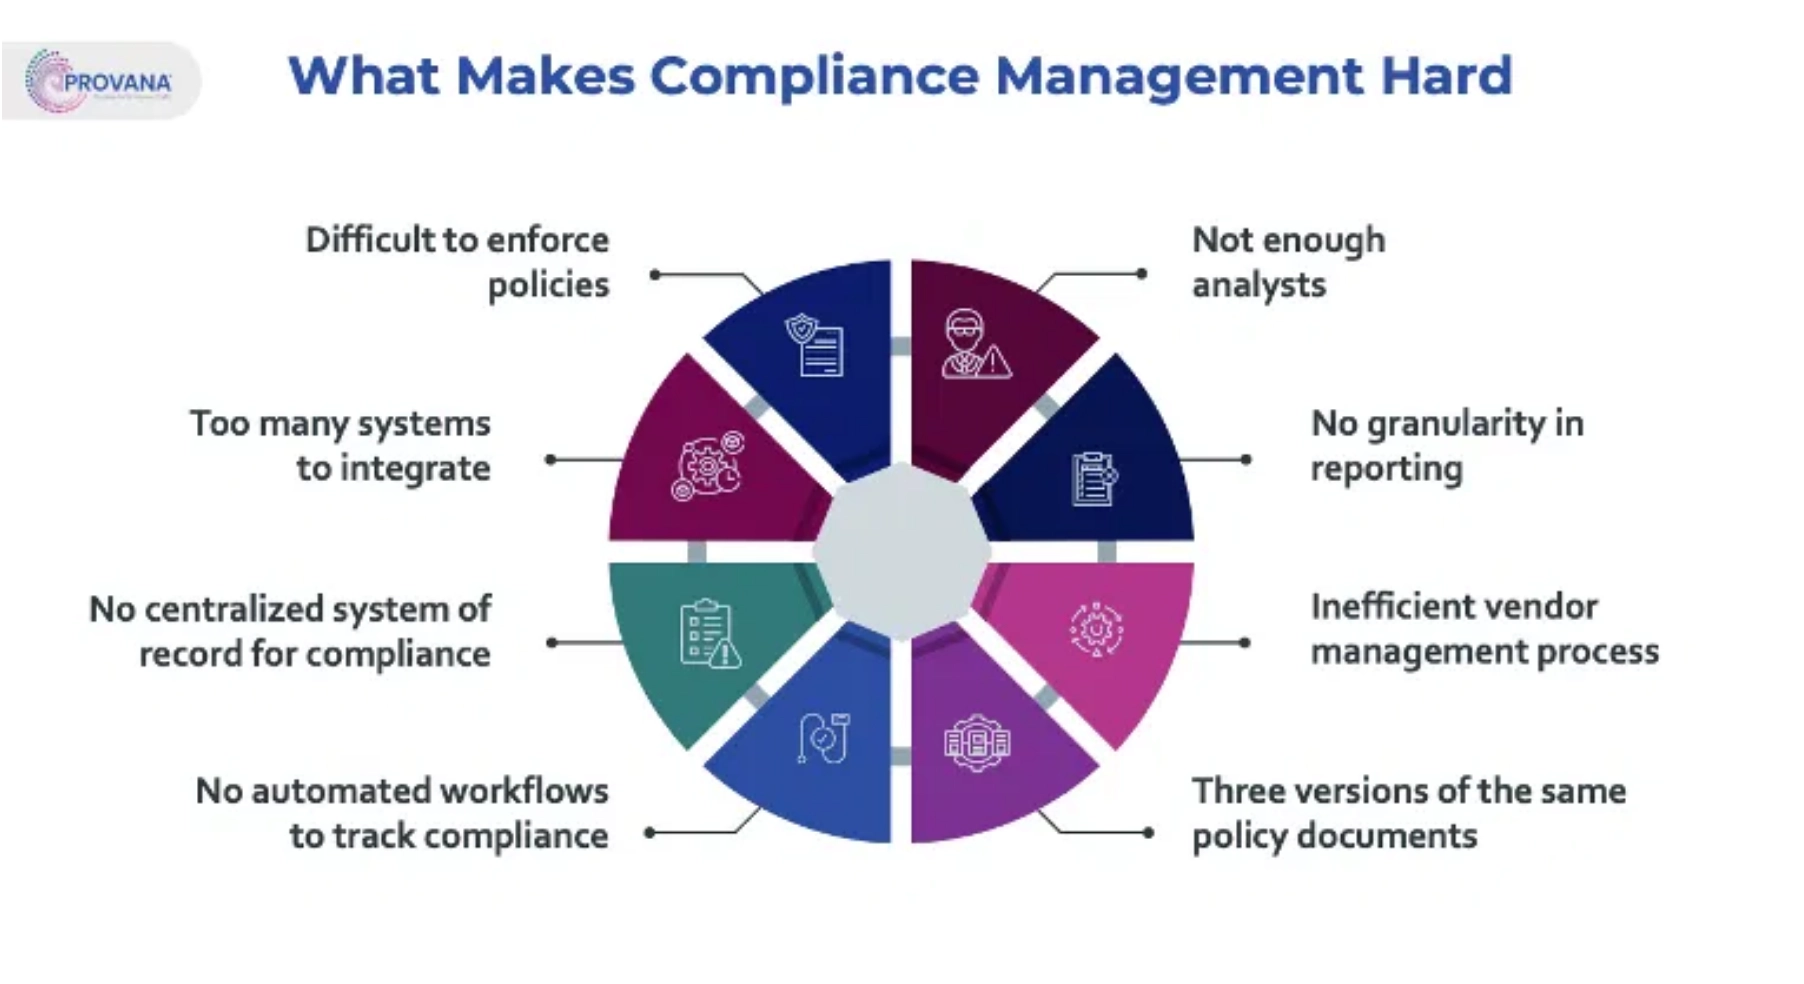 PROVANA
What Makes Compliance Management Hard
Difficult to enforce
policies
Not enough
analysts
Too many systems
to integrate
No granularity in
reporting
No centralized system of
record for compliance
Inefficient vendor
management process
No automated workflows
to track compliance
Three versions of the same
policy documents